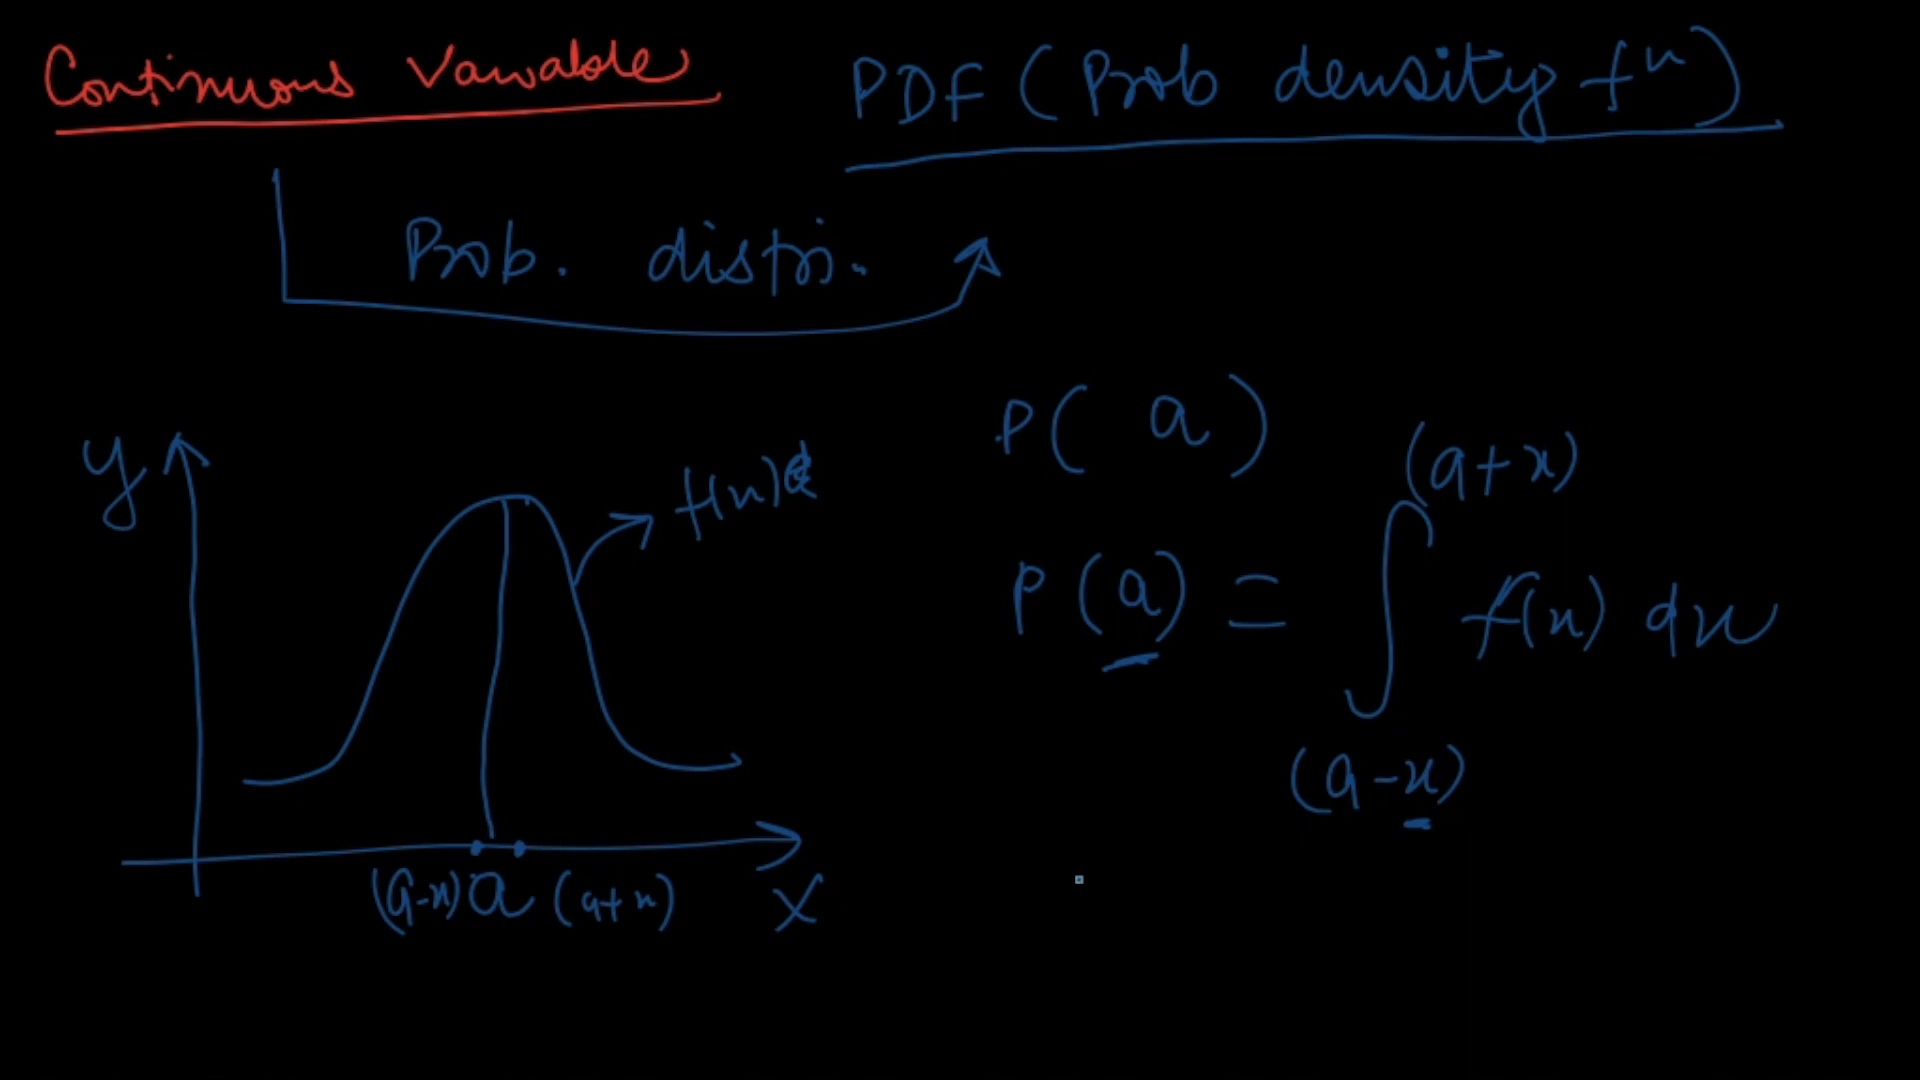 Continuous Variable
PDF (Prob density fn)
Prob. distri.
y
f(x)
P( a )
(a+x)
P(a) = ∫ f(x) dx
(a-x)
(a-x) a (a+x) X